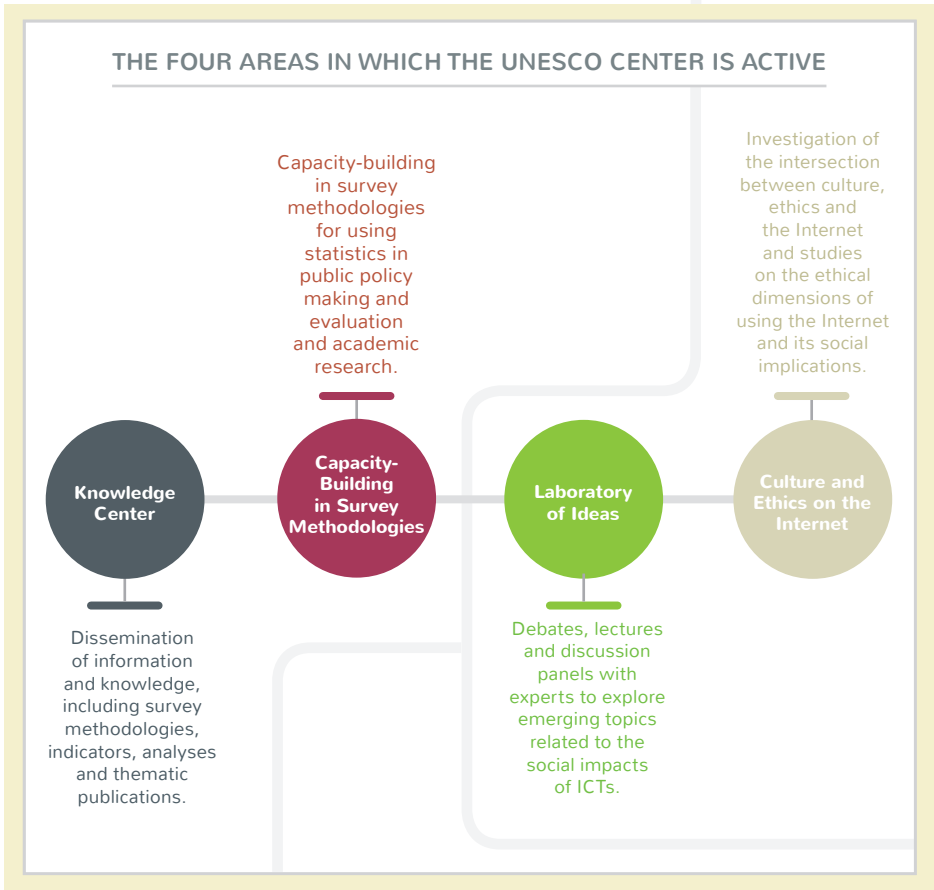 THE FOUR AREAS IN WHICH THE UNESCO CENTER IS ACTIVE
Knowledge
Center
Dissemination
of information
and knowledge,
including survey
methodologies,
indicators, analyses
and thematic
publications.
Capacity-building
in survey
methodologies
for using
statistics in
public policy
making and
evaluation
and academic
research.
Capacity-
Building
in Survey
Methodologies
Laboratory
of Ideas
Debates, lectures
and discussion
panels with
experts to explore
emerging topics
related to the
social impacts
of ICTs.
Investigation of
the intersection
between culture,
ethics and
the Internet
and studies
on the ethical
dimensions of
using the Internet
and its social
implications.
Culture and
Ethics on the
Internet